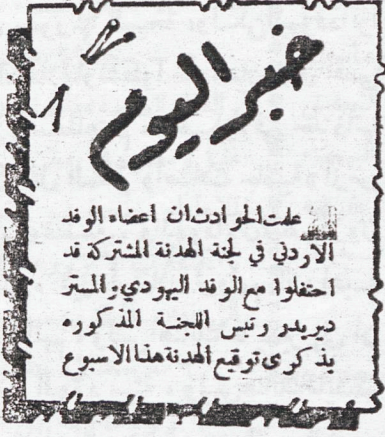 خبر اليوم
علمت الحوادث ان اعضاء الوفد
الاردني في لجنة الهدنة المشتركة قد
احتفلوا مع الوفد اليهودي والمستر
ديريدو رئيس اللجنسة المذكوره
بذكرى توقيع الهدنة هذا الاسبوع